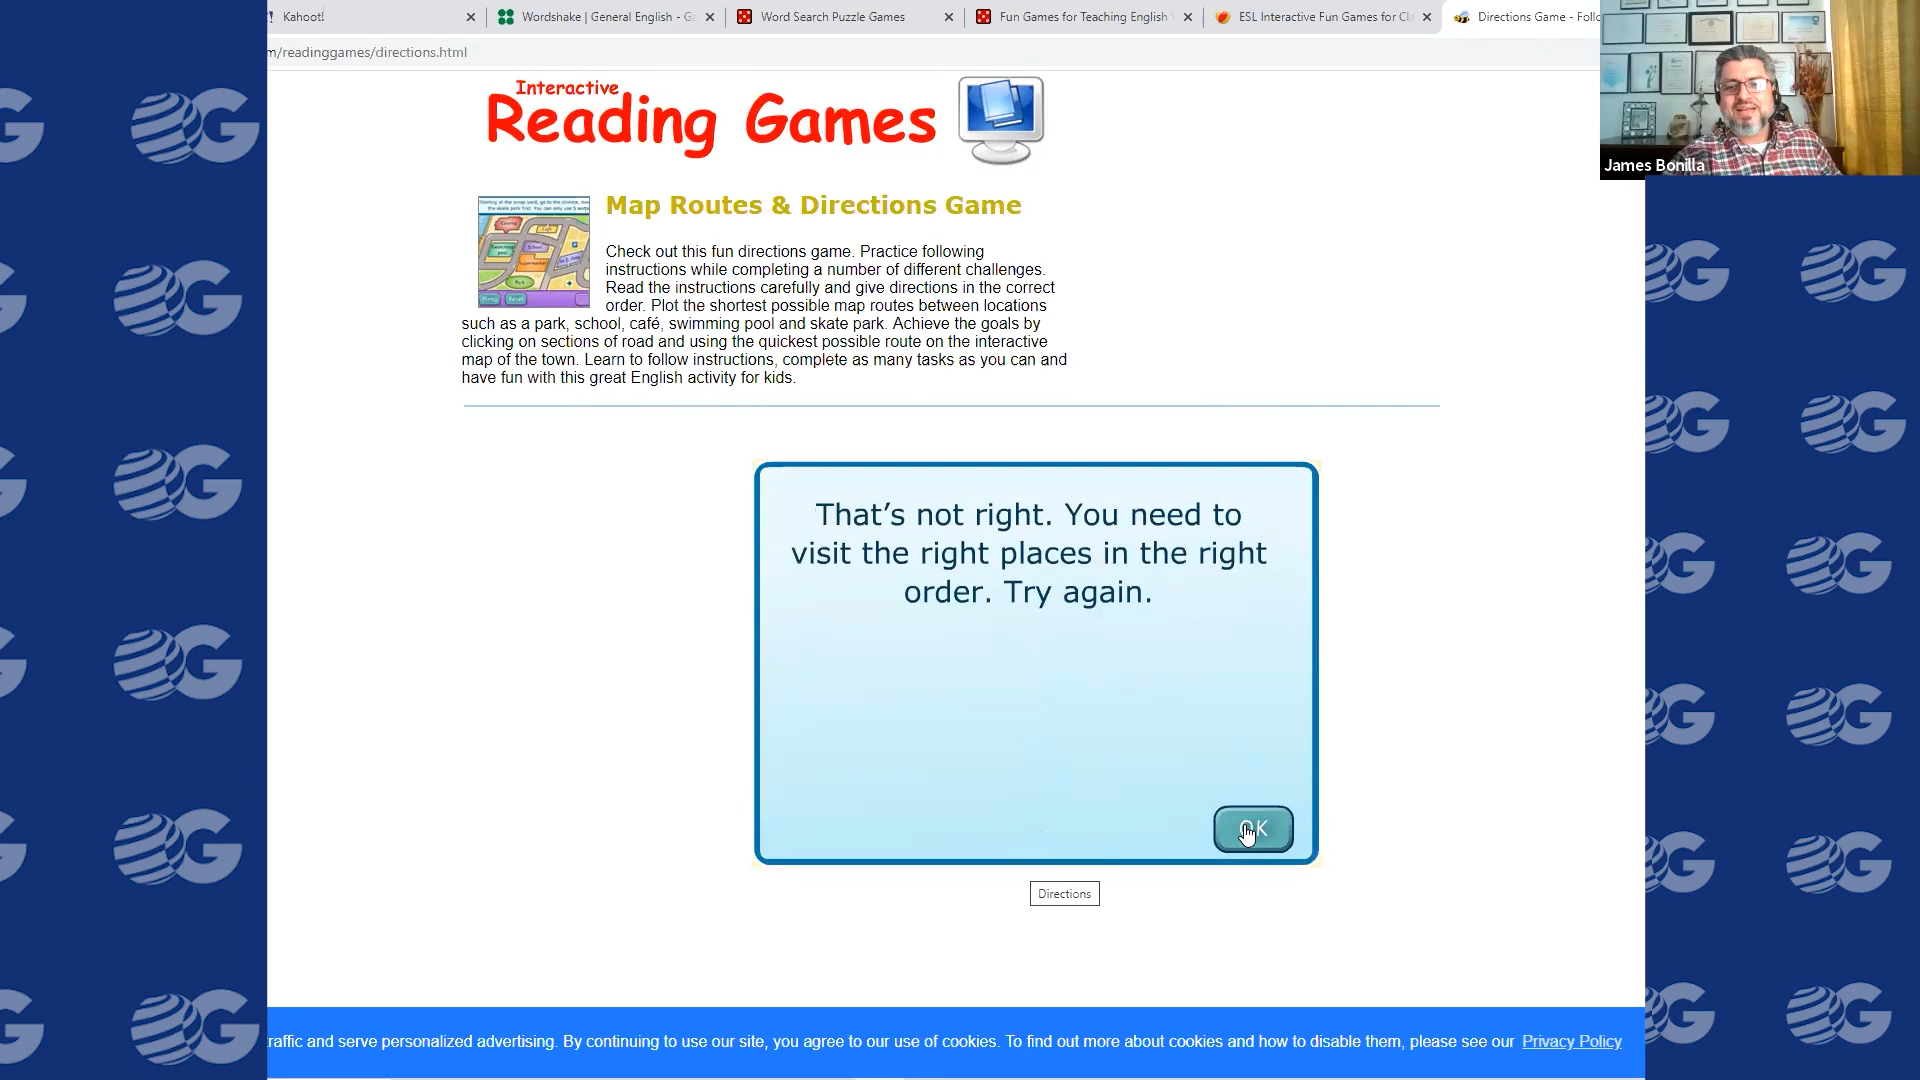 Kahoot!
Wordshake | General English - Ga
Word Search Puzzle Games
Fun Games for Teaching English
ESL Interactive Fun Games for Cl
Directions Game - Follo
m/readinggames/directions.html
James Bonilla
Interactive
Reading Games
Map Routes & Directions Game
Check out this fun directions game. Practice following
instructions while completing a number of different challenges.
Read the instructions carefully and give directions in the correct
order. Plot the shortest possible map routes between locations
such as a park, school, café, swimming pool and skate park. Achieve the goals by
clicking on sections of road and using the quickest possible route on the interactive
map of the town. Learn to follow instructions, complete as many tasks as you can and
have fun with this great English activity for kids.
That's not right. You need to
visit the right places in the right
order. Try again.
OK
Directions
raffic and serve personalized advertising. By continuing to use our site, you agree to our use of cookies. To find out more about cookies and how to disable them, please see our Privacy Policy